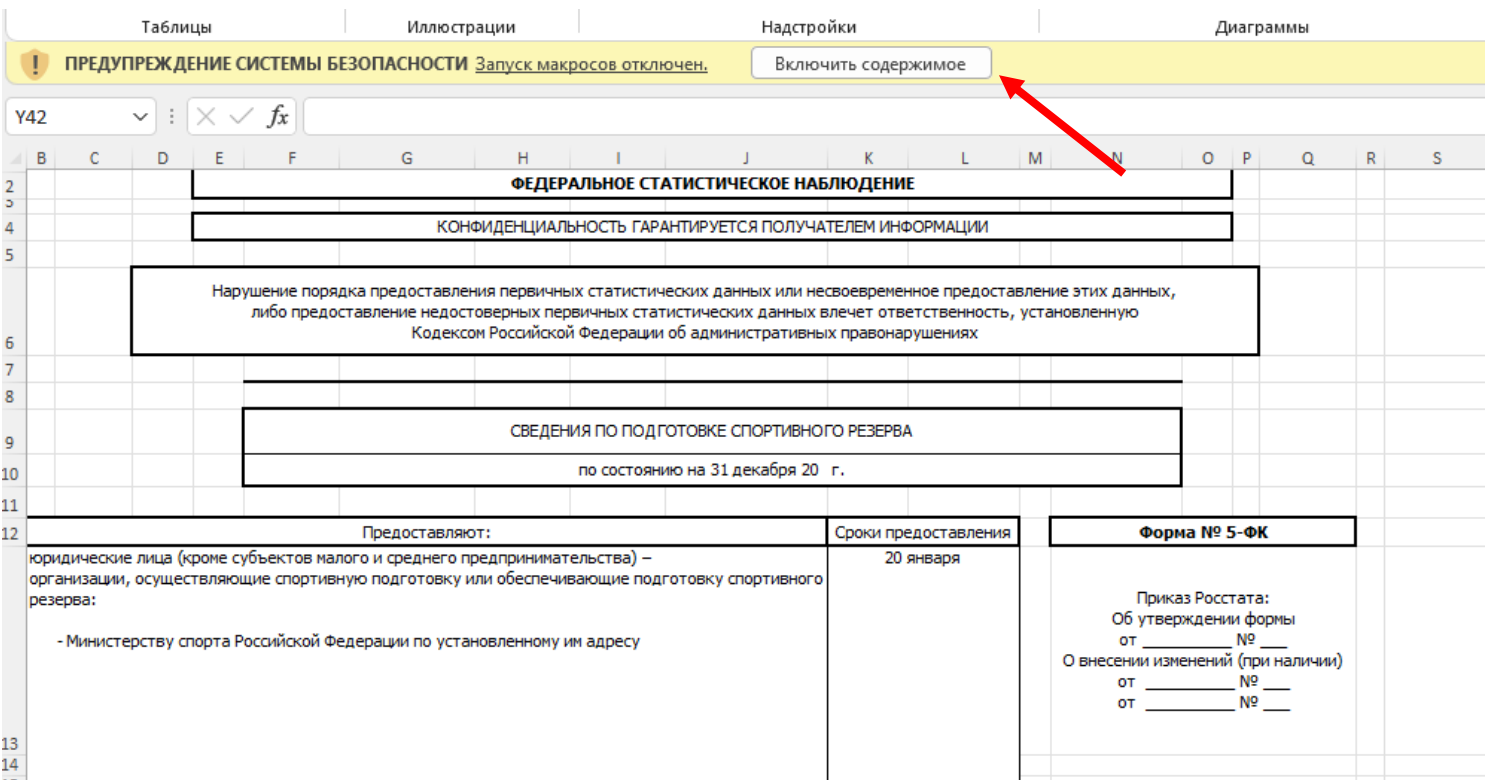 Таблицы Иллюстрации Надстройки Диаграммы
ПРЕДУПРЕЖДЕНИЕ СИСТЕМЫ БЕЗОПАСНОСТИ Запуск макросов отключен. Включить содержимое
Y42 fx
B C D E F G H I J K L M N O P Q R S
2 ФЕДЕРАЛЬНОЕ СТАТИСТИЧЕСКОЕ НАБЛЮДЕНИЕ
3
4 КОНФИДЕНЦИАЛЬНОСТЬ ГАРАНТИРУЕТСЯ ПОЛУЧАТЕЛЕМ ИНФОРМАЦИИ
5
Нарушение порядка предоставления первичных статистических данных или несвоевременное предоставление этих данных,
либо предоставление недостоверных первичных статистических данных влечет ответственность, установленную
6 Кодексом Российской Федерации об административных правонарушениях
7
8
9 СВЕДЕНИЯ ПО ПОДГОТОВКЕ СПОРТИВНОГО РЕЗЕРВА
10 по состоянию на 31 декабря 20 г.
11
12 Предоставляют: Сроки предоставления Форма № 5-ФК
юридические лица (кроме субъектов малого и среднего предпринимательства) – 20 января
организации, осуществляющие спортивную подготовку или обеспечивающие подготовку спортивного
резерва:
- Министерству спорта Российской Федерации по установленному им адресу
Приказ Росстата:
Об утверждении формы
от __________ № ___
О внесении изменений (при наличии)
от __________ № ___
от __________ № ___
13
14